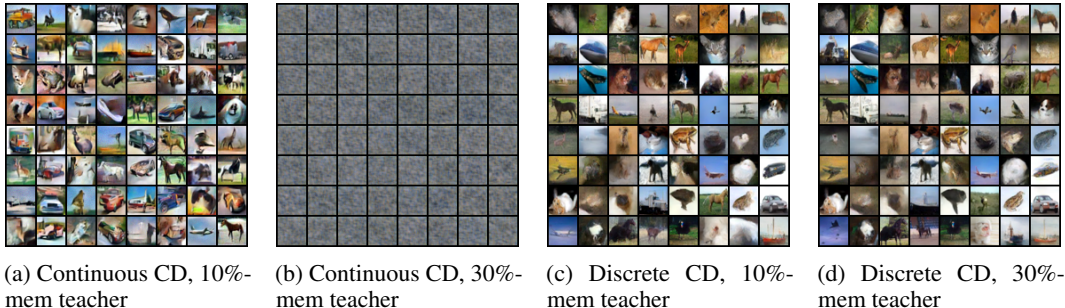 (a) Continuous CD, 10%-
mem teacher
(b) Continuous CD, 30%-
mem teacher
(c) Discrete CD, 10%-
mem teacher
(d) Discrete CD, 30%-
mem teacher